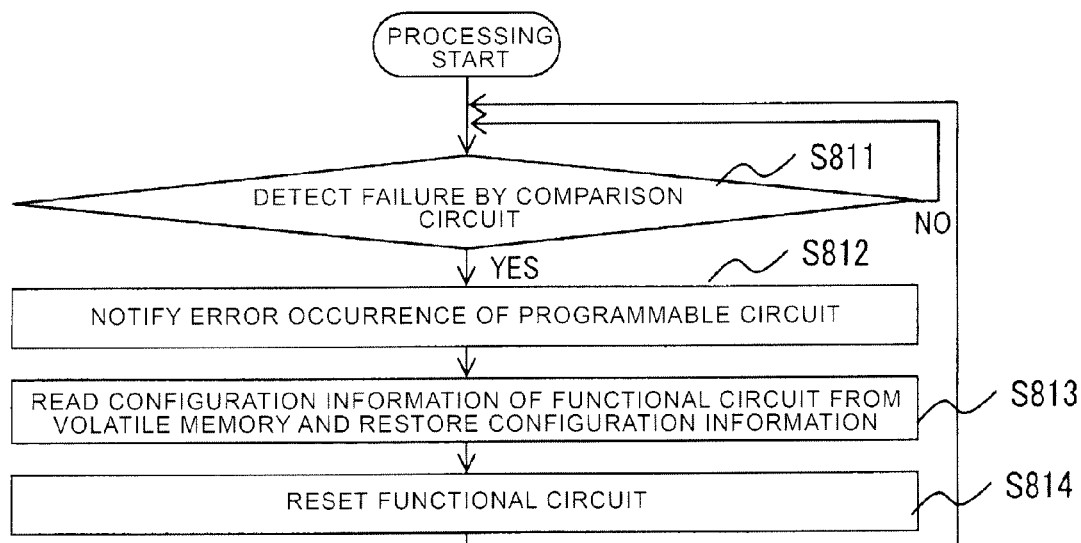 PROCESSING
START
S811
DETECT FAILURE BY COMPARISON
CIRCUIT
NO
YES
S812
NOTIFY ERROR OCCURRENCE OF PROGRAMMABLE CIRCUIT
READ CONFIGURATION INFORMATION OF FUNCTIONAL CIRCUIT FROM
VOLATILE MEMORY AND RESTORE CONFIGURATION INFORMATION
S813
RESET FUNCTIONAL CIRCUIT
S814